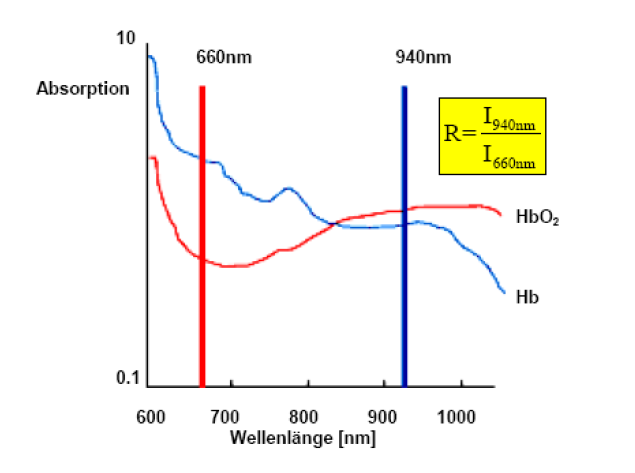 10
660nm
940nm
Absorption
R= I940nm / I660nm
HbO2
Hb
0.1
600 700 800 900 1000
Wellenlänge [nm]